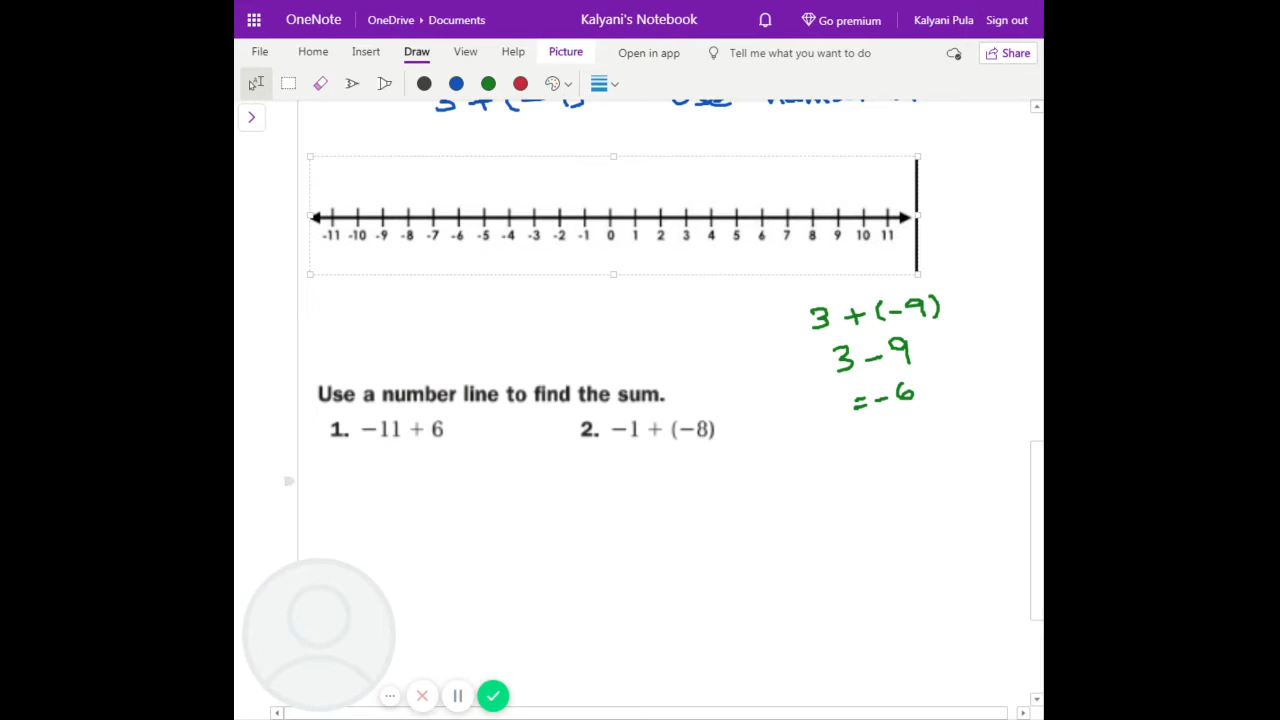 OneNote OneDrive › Documents Kalyani's Notebook Go premium Kalyani Pula Sign out
File Home Insert Draw View Help Picture Open in app Tell me what you want to do Share
-11 -10 -9 -8 -7 -6 -5 -4 -3 -2 -1 0 1 2 3 4 5 6 7 8 9 10 11
3 + (-9)
3 - 9
= -6
Use a number line to find the sum.
1. −11 + 6 2. −1 + (−8)